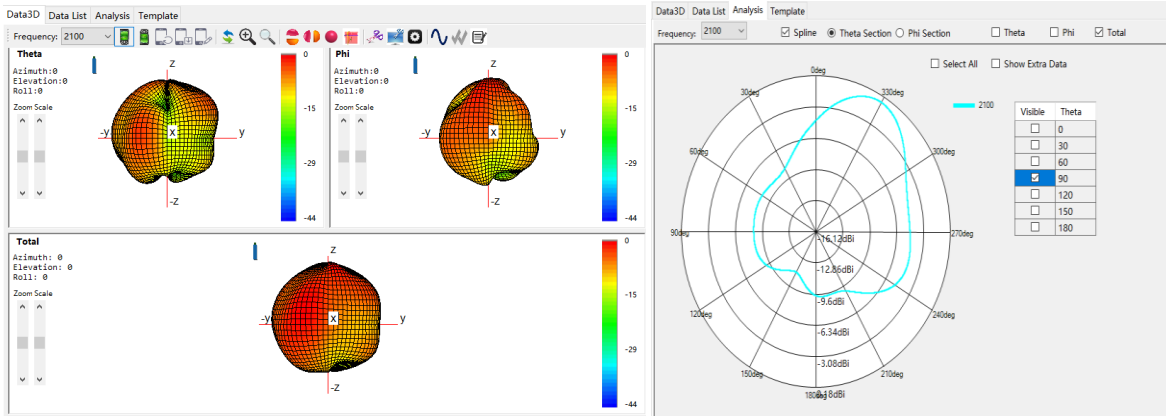 Data3D Data List Analysis Template
Frequency: 2100
Theta
Azimuth:0
Elevation:0
Roll:0
Zoom Scale
z
-y
x
y
-z
0
-15
-29
-44
Phi
Azimuth:0
Elevation:0
Roll:0
Zoom Scale
z
-y
x
y
-z
0
-15
-29
-44
Total
Azimuth: 0
Elevation: 0
Roll: 0
Zoom Scale
z
-y
x
y
-z
0
-15
-29
-44
Data3D Data List Analysis Template
Frequency: 2100 Spline Theta Section Phi Section Theta Phi Total
Select All Show Extra Data
0deg
30deg
330deg
60deg
300deg
90deg
270deg
120deg
240deg
150deg
210deg
180deg
-16.12dBi
-12.86dBi
-9.6dBi
-6.34dBi
-3.08dBi
0.18dBi
2100
Visible Theta
0
30
60
90
120
150
180